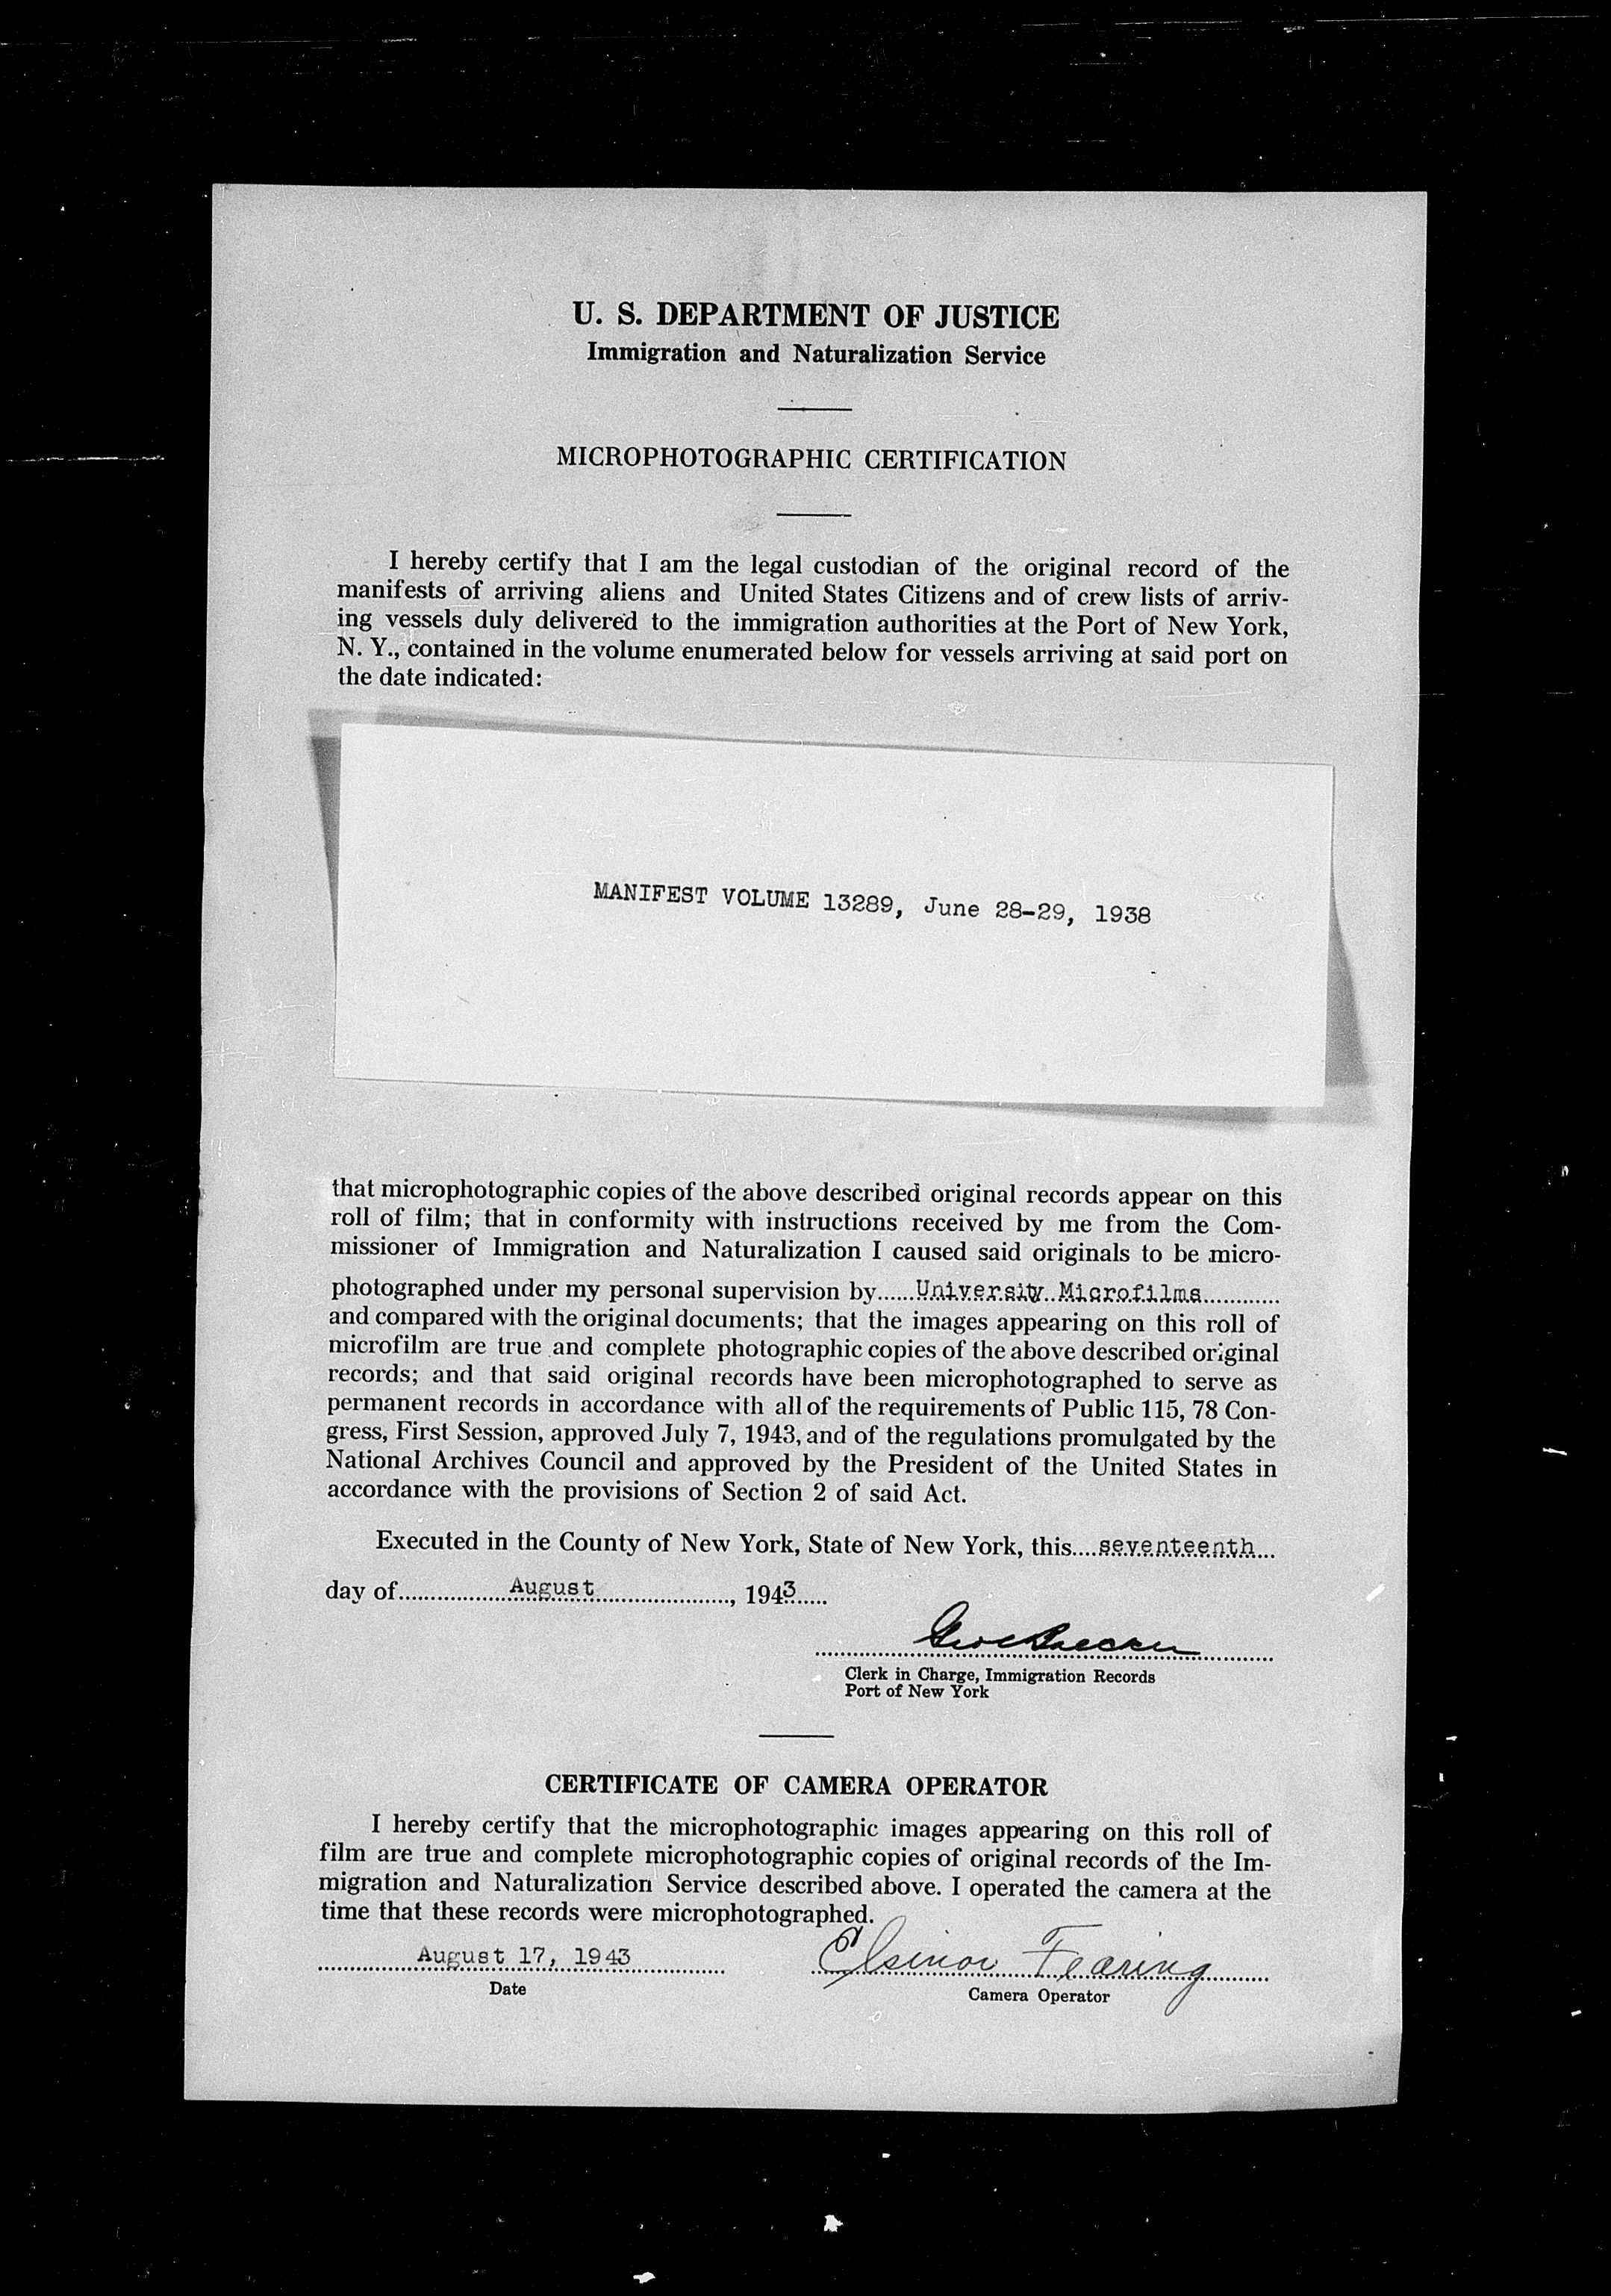 U. S. DEPARTMENT OF JUSTICE
Immigration and Naturalization Service
MICROPHOTOGRAPHIC CERTIFICATION
I hereby certify that I am the legal custodian of the original record of the
manifests of arriving aliens and United States Citizens and of crew lists of arriv-
ing vessels duly delivered to the immigration authorities at the Port of New York,
N. Y., contained in the volume enumerated below for vessels arriving at said port on
the date indicated:
MANIFEST VOLUME 13289, June 28-29, 1938
that microphotographic copies of the above described original records appear on this
roll of film; that in conformity with instructions received by me from the Com-
missioner of Immigration and Naturalization I caused said originals to be micro-
photographed under my personal supervision by......University Microfilms............
and compared with the original documents; that the images appearing on this roll of
microfilm are true and complete photographic copies of the above described original
records; and that said original records have been microphotographed to serve as
permanent records in accordance with all of the requirements of Public 115, 78 Con-
gress, First Session, approved July 7, 1943, and of the regulations promulgated by the
National Archives Council and approved by the President of the United States in
accordance with the provisions of Section 2 of said Act.
Executed in the County of New York, State of New York, this....seventeenth...
day of....................August........................, 1943.....
Clerk in Charge, Immigration Records
Port of New York
CERTIFICATE OF CAMERA OPERATOR
I hereby certify that the microphotographic images appearing on this roll of
film are true and complete microphotographic copies of original records of the Im-
migration and Naturalization Service described above. I operated the camera at the
time that these records were microphotographed.
August 17, 1943 Elsinor Fearing
Date Camera Operator